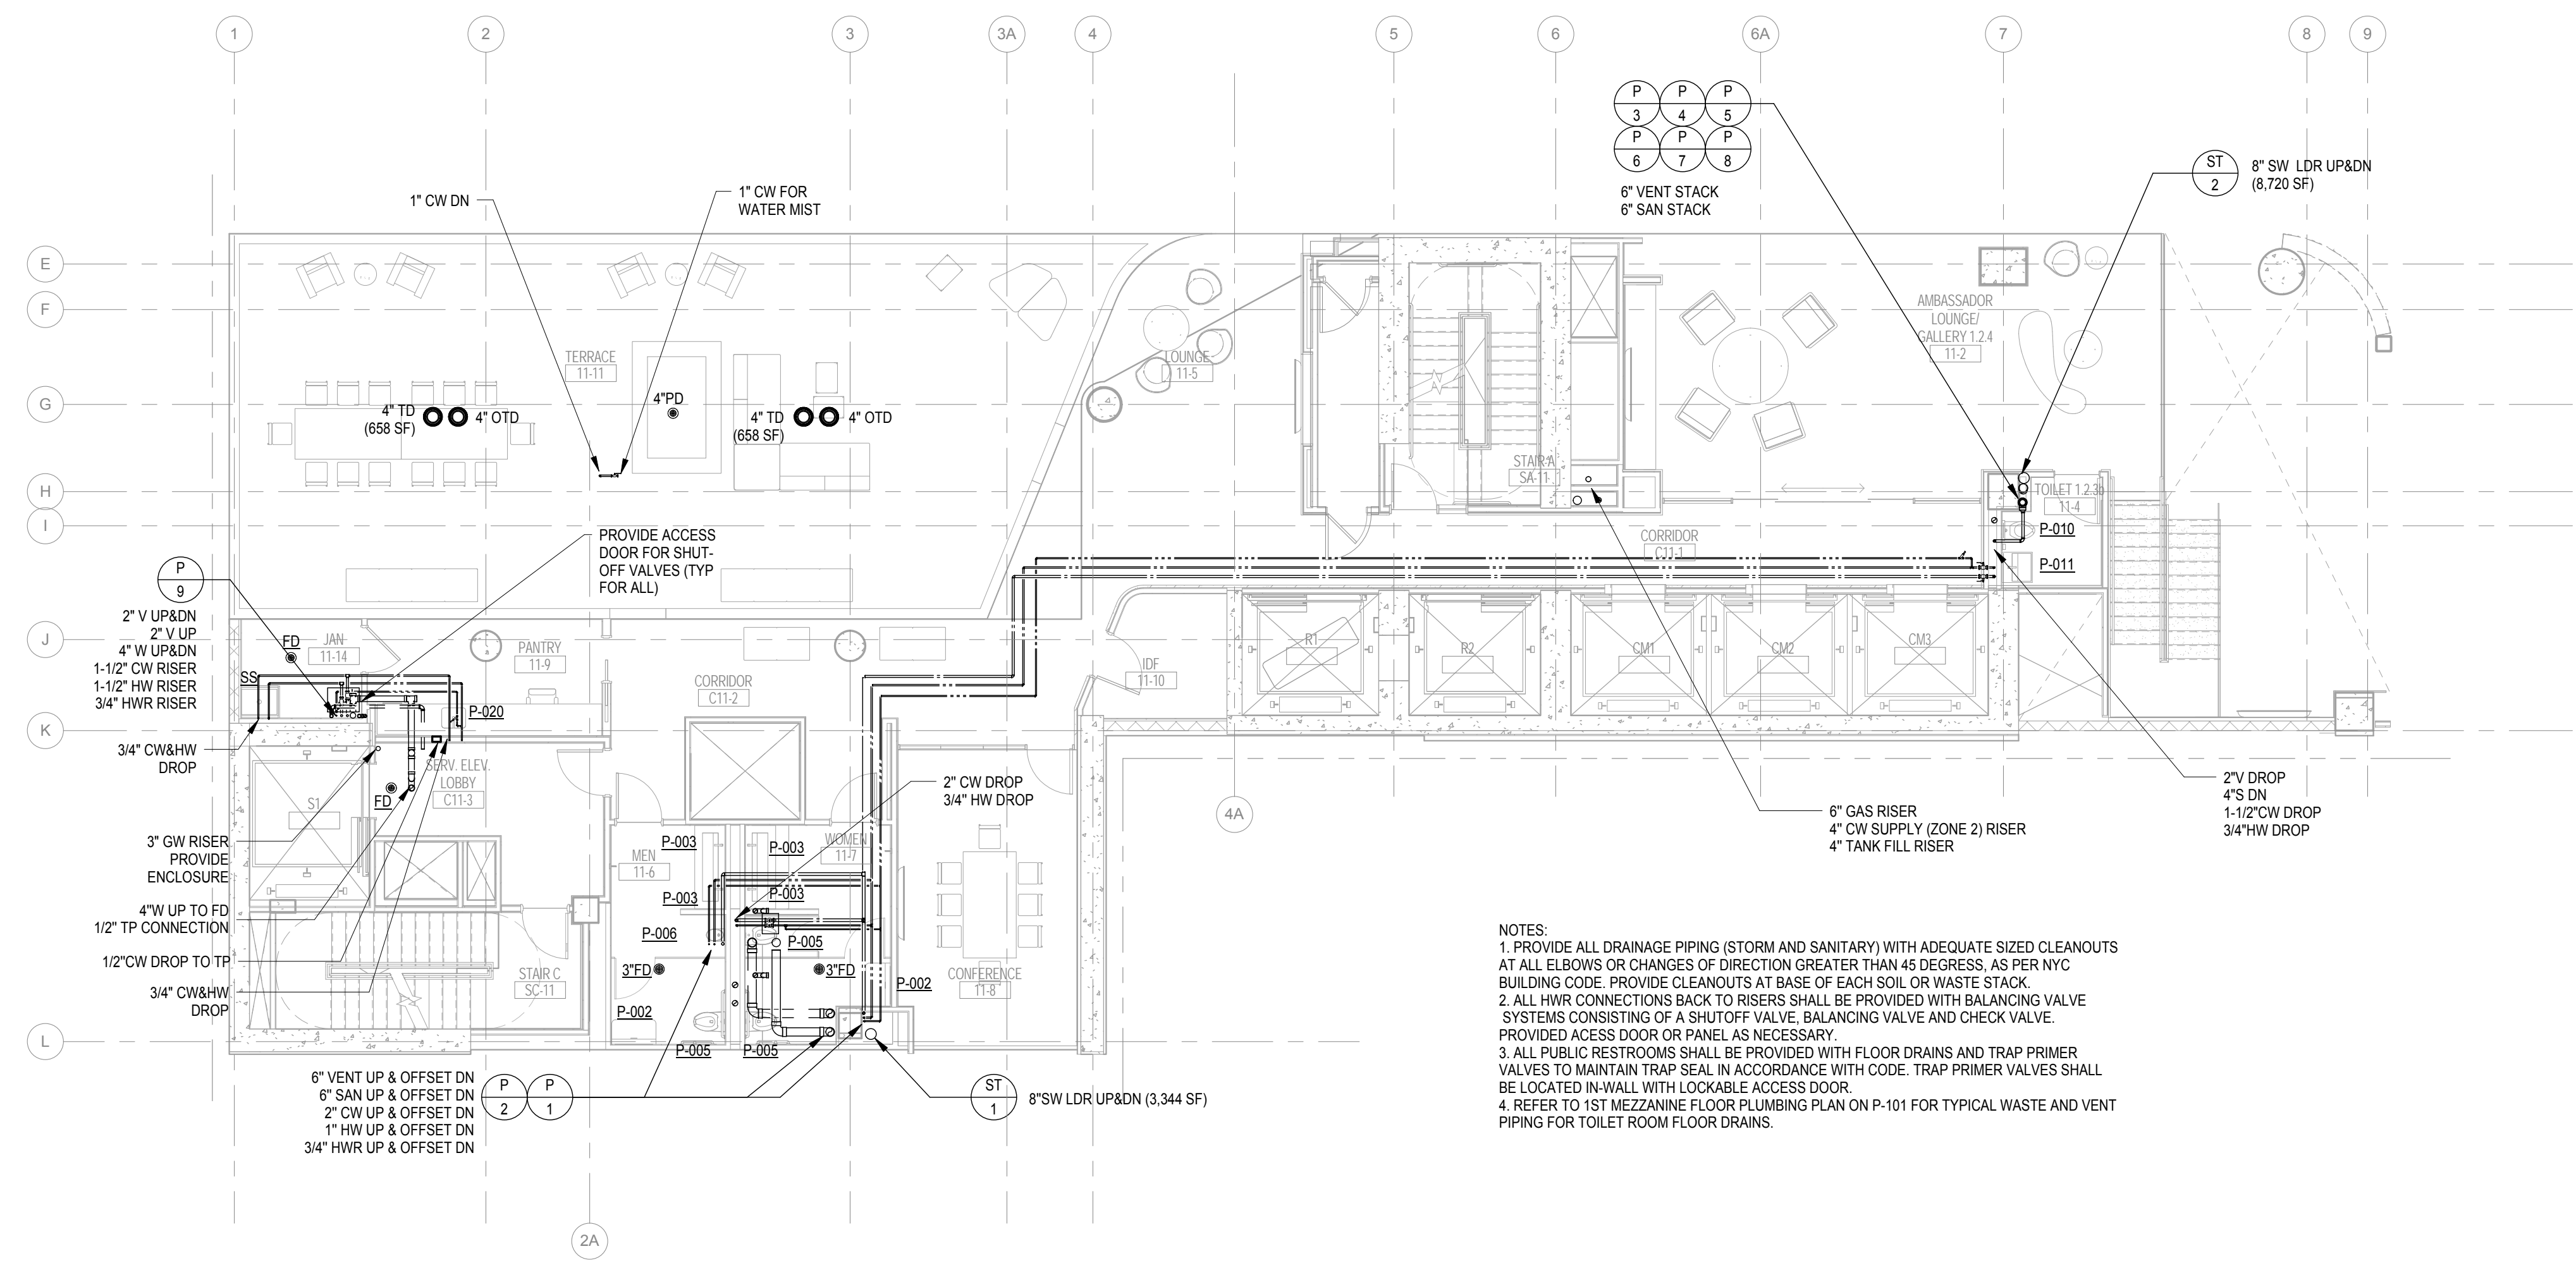 1
2
3
3A
4
5
6
6A
7
8
9
P
3
P
4
P
5
P
6
P
7
P
8
6" VENT STACK
6" SAN STACK
ST
2
8" SW LDR UP&DN
(8,720 SF)
1" CW DN
1" CW FOR
WATER MIST
E
F
G
H
I
J
K
L
TERRACE
11-11
4"PD
4" TD
(658 SF)
4" OTD
4" TD
(658 SF)
4" OTD
LOUNGE
11-5
AMBASSADOR
LOUNGE/
GALLERY 1.2.4
11-2
STAIR A
SA-11
TOILET 1.2.3b
11-4
P-010
P-011
CORRIDOR
C11-1
PROVIDE ACCESS
DOOR FOR SHUT-
OFF VALVES (TYP
FOR ALL)
P
9
2" V UP&DN
2" V UP
4" W UP&DN
1-1/2" CW RISER
1-1/2" HW RISER
3/4" HWR RISER
FD
JAN
11-14
SS
PANTRY
11-9
P-020
CORRIDOR
C11-2
IDF
11-10
R1
R2
CM1
CM2
CM3
3/4" CW&HW
DROP
SERV. ELEV.
LOBBY
C11-3
FD
S1
2" CW DROP
3/4" HW DROP
4A
6" GAS RISER
4" CW SUPPLY (ZONE 2) RISER
4" TANK FILL RISER
2"V DROP
4"S DN
1-1/2"CW DROP
3/4"HW DROP
3" GW RISER
PROVIDE
ENCLOSURE
4"W UP TO FD
1/2" TP CONNECTION
1/2"CW DROP TO TP
3/4" CW&HW
DROP
MEN
11-6
P-003
P-003
WOMEN
11-7
P-003
P-003
P-006
P-005
3"FD
3"FD
P-002
P-002
P-005
P-005
CONFERENCE
11-8
STAIR C
SC-11
6" VENT UP & OFFSET DN
6" SAN UP & OFFSET DN
2" CW UP & OFFSET DN
1" HW UP & OFFSET DN
3/4" HWR UP & OFFSET DN
P
2
P
1
ST
1
8"SW LDR UP&DN (3,344 SF)
2A
NOTES:
1. PROVIDE ALL DRAINAGE PIPING (STORM AND SANITARY) WITH ADEQUATE SIZED CLEANOUTS
AT ALL ELBOWS OR CHANGES OF DIRECTION GREATER THAN 45 DEGRESS, AS PER NYC
BUILDING CODE. PROVIDE CLEANOUTS AT BASE OF EACH SOIL OR WASTE STACK.
2. ALL HWR CONNECTIONS BACK TO RISERS SHALL BE PROVIDED WITH BALANCING VALVE
SYSTEMS CONSISTING OF A SHUTOFF VALVE, BALANCING VALVE AND CHECK VALVE.
PROVIDED ACESS DOOR OR PANEL AS NECESSARY.
3. ALL PUBLIC RESTROOMS SHALL BE PROVIDED WITH FLOOR DRAINS AND TRAP PRIMER
VALVES TO MAINTAIN TRAP SEAL IN ACCORDANCE WITH CODE. TRAP PRIMER VALVES SHALL
BE LOCATED IN-WALL WITH LOCKABLE ACCESS DOOR.
4. REFER TO 1ST MEZZANINE FLOOR PLUMBING PLAN ON P-101 FOR TYPICAL WASTE AND VENT
PIPING FOR TOILET ROOM FLOOR DRAINS.